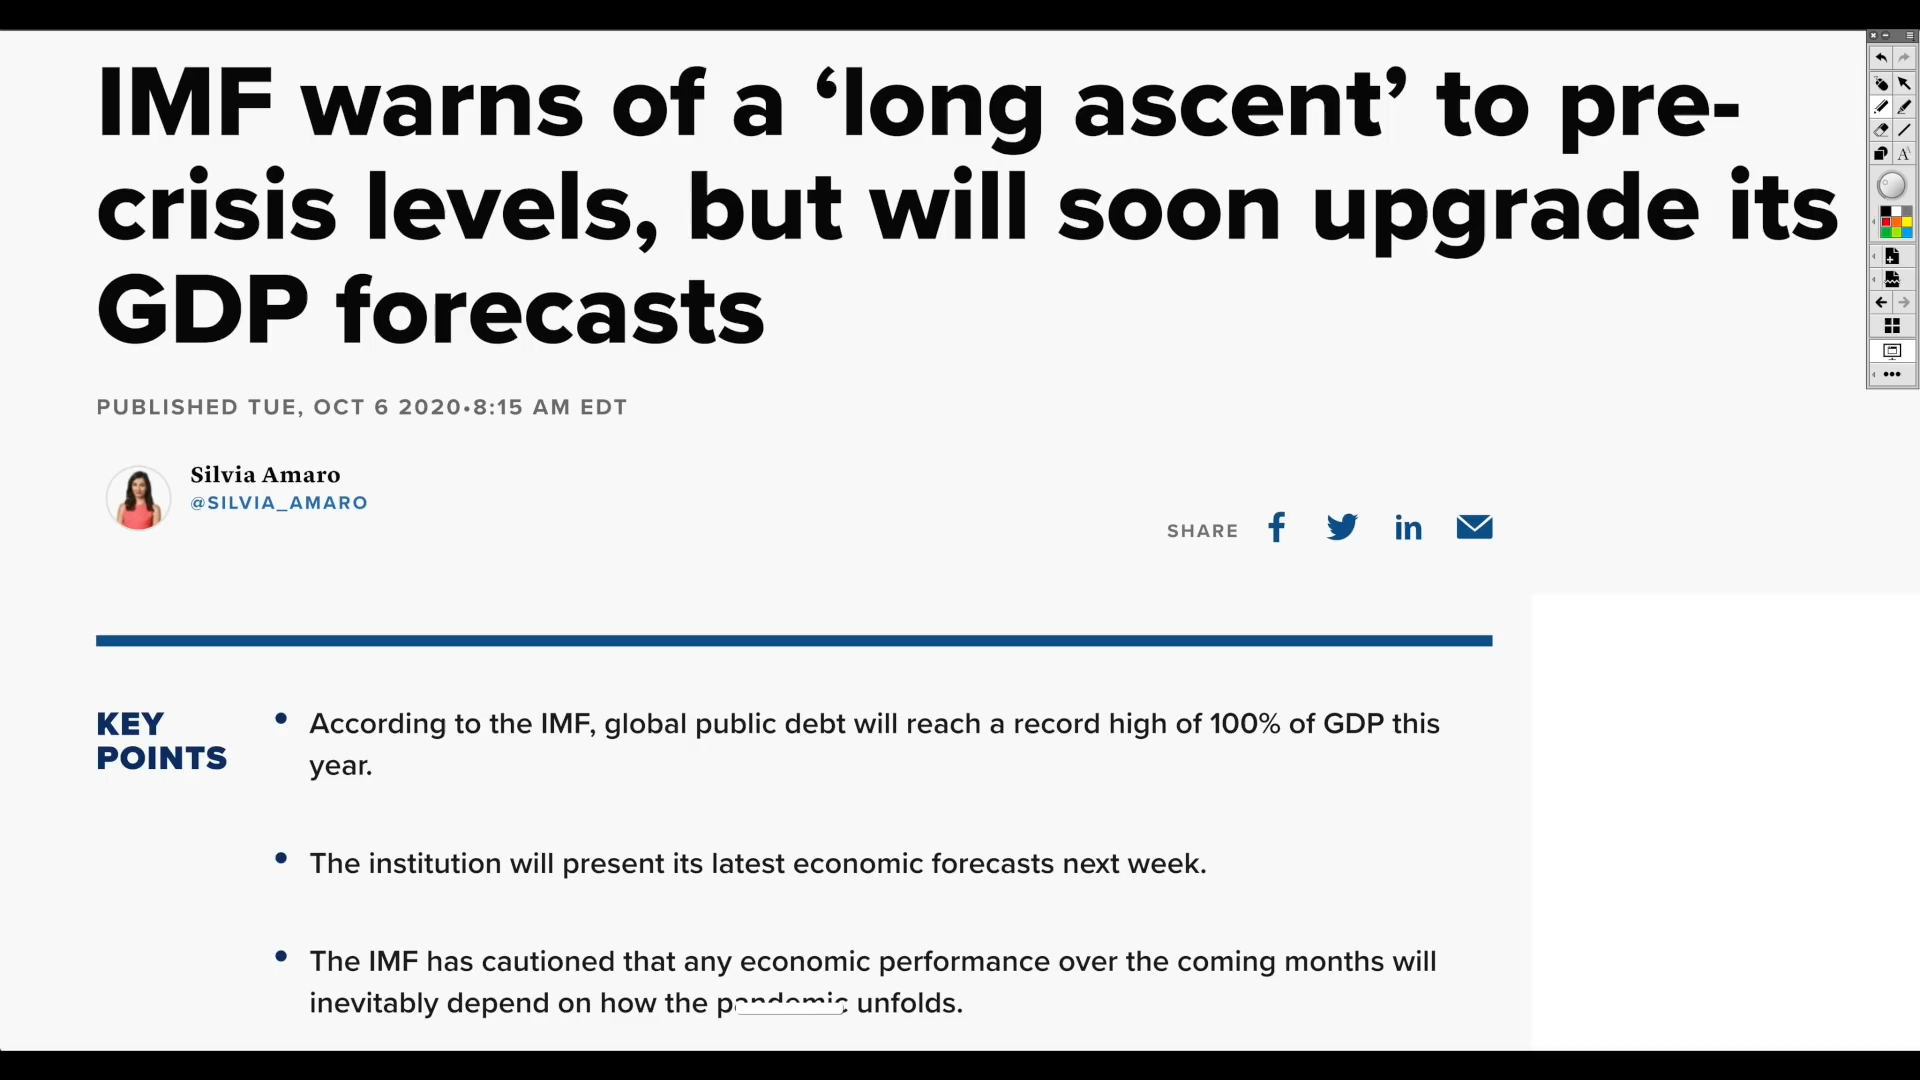 IMF warns of a ‘long ascent’ to pre-
crisis levels, but will soon upgrade its
GDP forecasts
PUBLISHED TUE, OCT 6 2020•8:15 AM EDT
Silvia Amaro
@SILVIA_AMARO
SHARE
KEY
POINTS
• According to the IMF, global public debt will reach a record high of 100% of GDP this
year.
• The institution will present its latest economic forecasts next week.
• The IMF has cautioned that any economic performance over the coming months will
inevitably depend on how the pandemic unfolds.